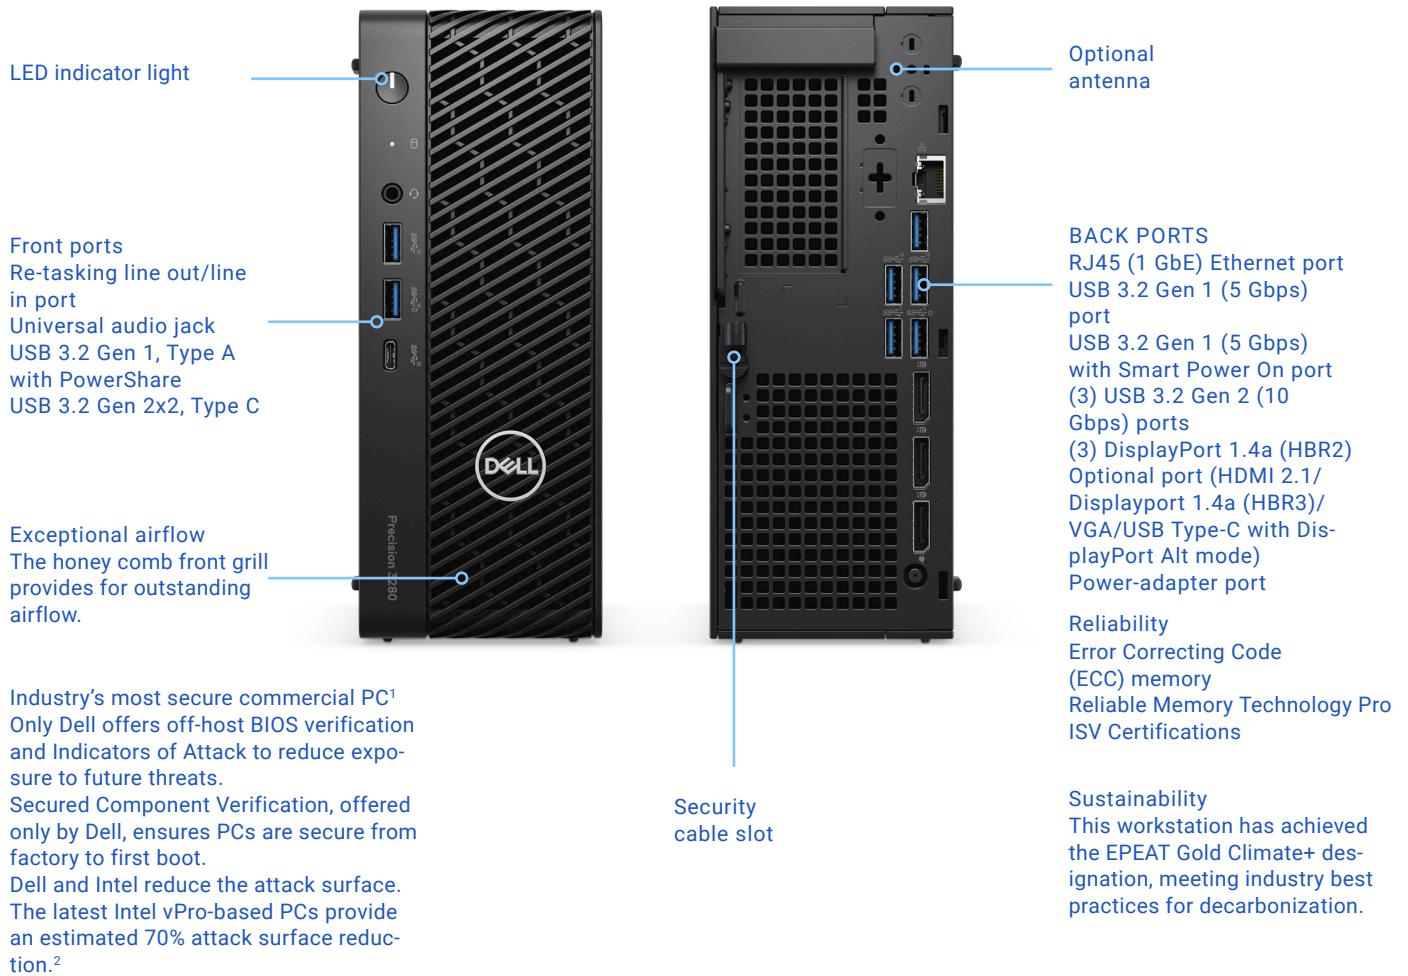 LED indicator light
Front ports
Re-tasking line out/line
in port
Universal audio jack
USB 3.2 Gen 1, Type A
with PowerShare
USB 3.2 Gen 2x2, Type C
Exceptional airflow
The honey comb front grill
provides for outstanding
airflow.
Industry's most secure commercial PC¹
Only Dell offers off-host BIOS verification
and Indicators of Attack to reduce expo-
sure to future threats.
Secured Component Verification, offered
only by Dell, ensures PCs are secure from
factory to first boot.
Dell and Intel reduce the attack surface.
The latest Intel vPro-based PCs provide
an estimated 70% attack surface reduc-
tion.²
DELL
Precision 3280
Security
cable slot
Optional
antenna
BACK PORTS
RJ45 (1 GbE) Ethernet port
USB 3.2 Gen 1 (5 Gbps)
port
USB 3.2 Gen 1 (5 Gbps)
with Smart Power On port
(3) USB 3.2 Gen 2 (10
Gbps) ports
(3) DisplayPort 1.4a (HBR2)
Optional port (HDMI 2.1/
Displayport 1.4a (HBR3)/
VGA/USB Type-C with Dis-
playPort Alt mode)
Power-adapter port
Reliability
Error Correcting Code
(ECC) memory
Reliable Memory Technology Pro
ISV Certifications
Sustainability
This workstation has achieved
the EPEAT Gold Climate+ des-
ignation, meeting industry best
practices for decarbonization.